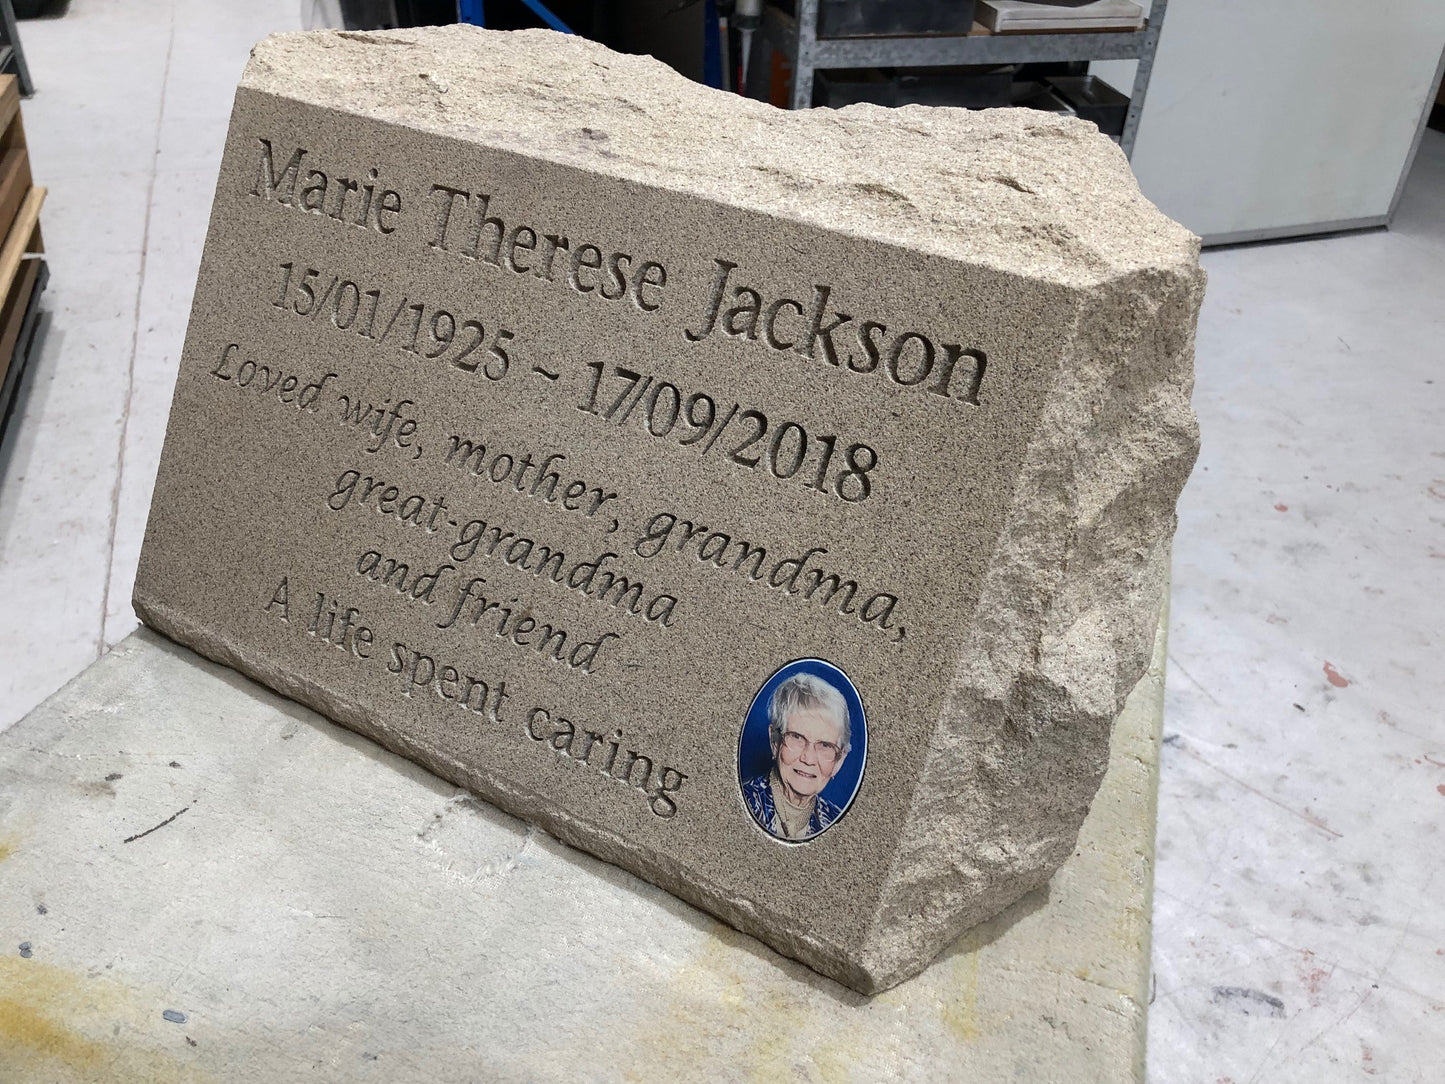 Marie Therese Jackson
15/01/1925 ~ 17/09/2018
Loved wife, mother, grandma,
great-grandma
and friend -
A life spent caring